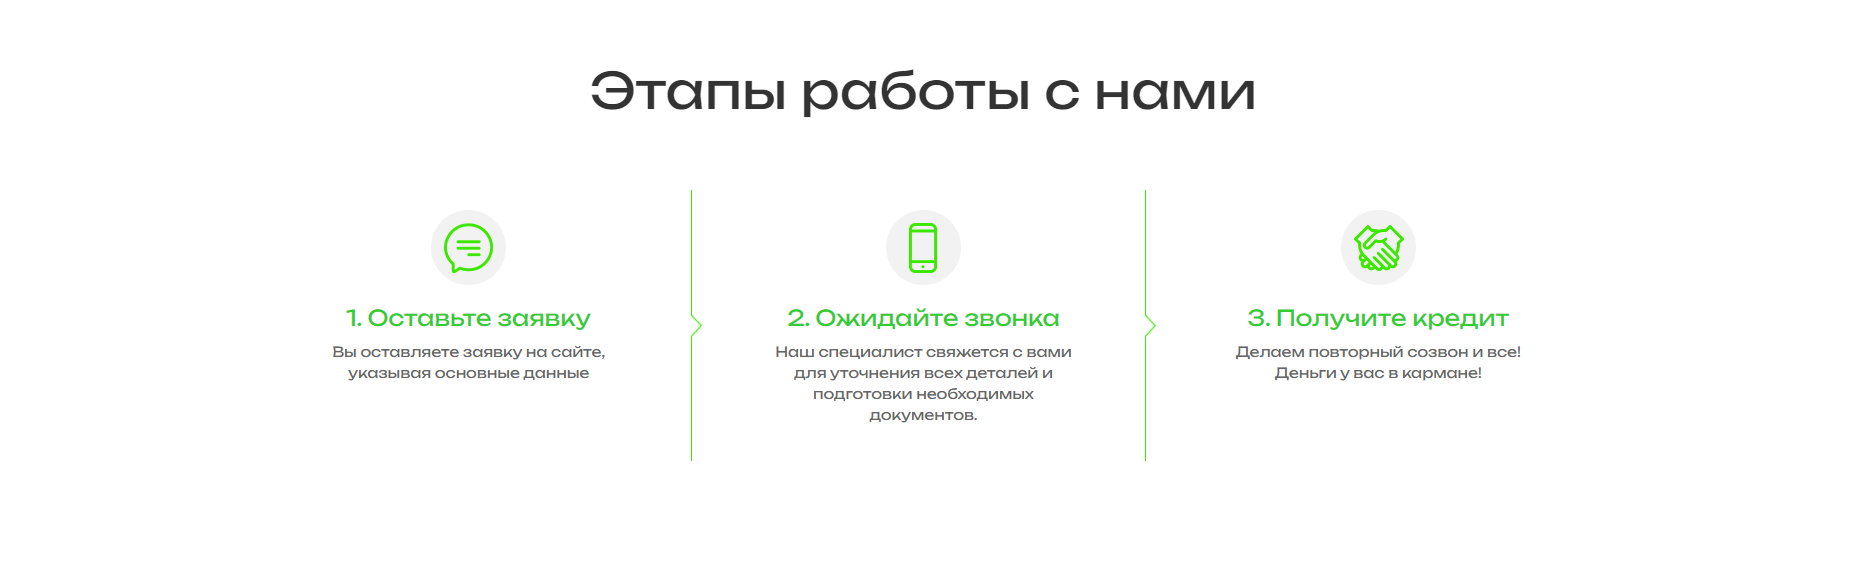 Этапы работы с нами
1. Оставьте заявку
Вы оставляете заявку на сайте,
указывая основные данные
2. Ожидайте звонка
Наш специалист свяжется с вами
для уточнения всех деталей и
подготовки необходимых
документов.
3. Получите кредит
Делаем повторный созвон и все!
Деньги у вас в кармане!